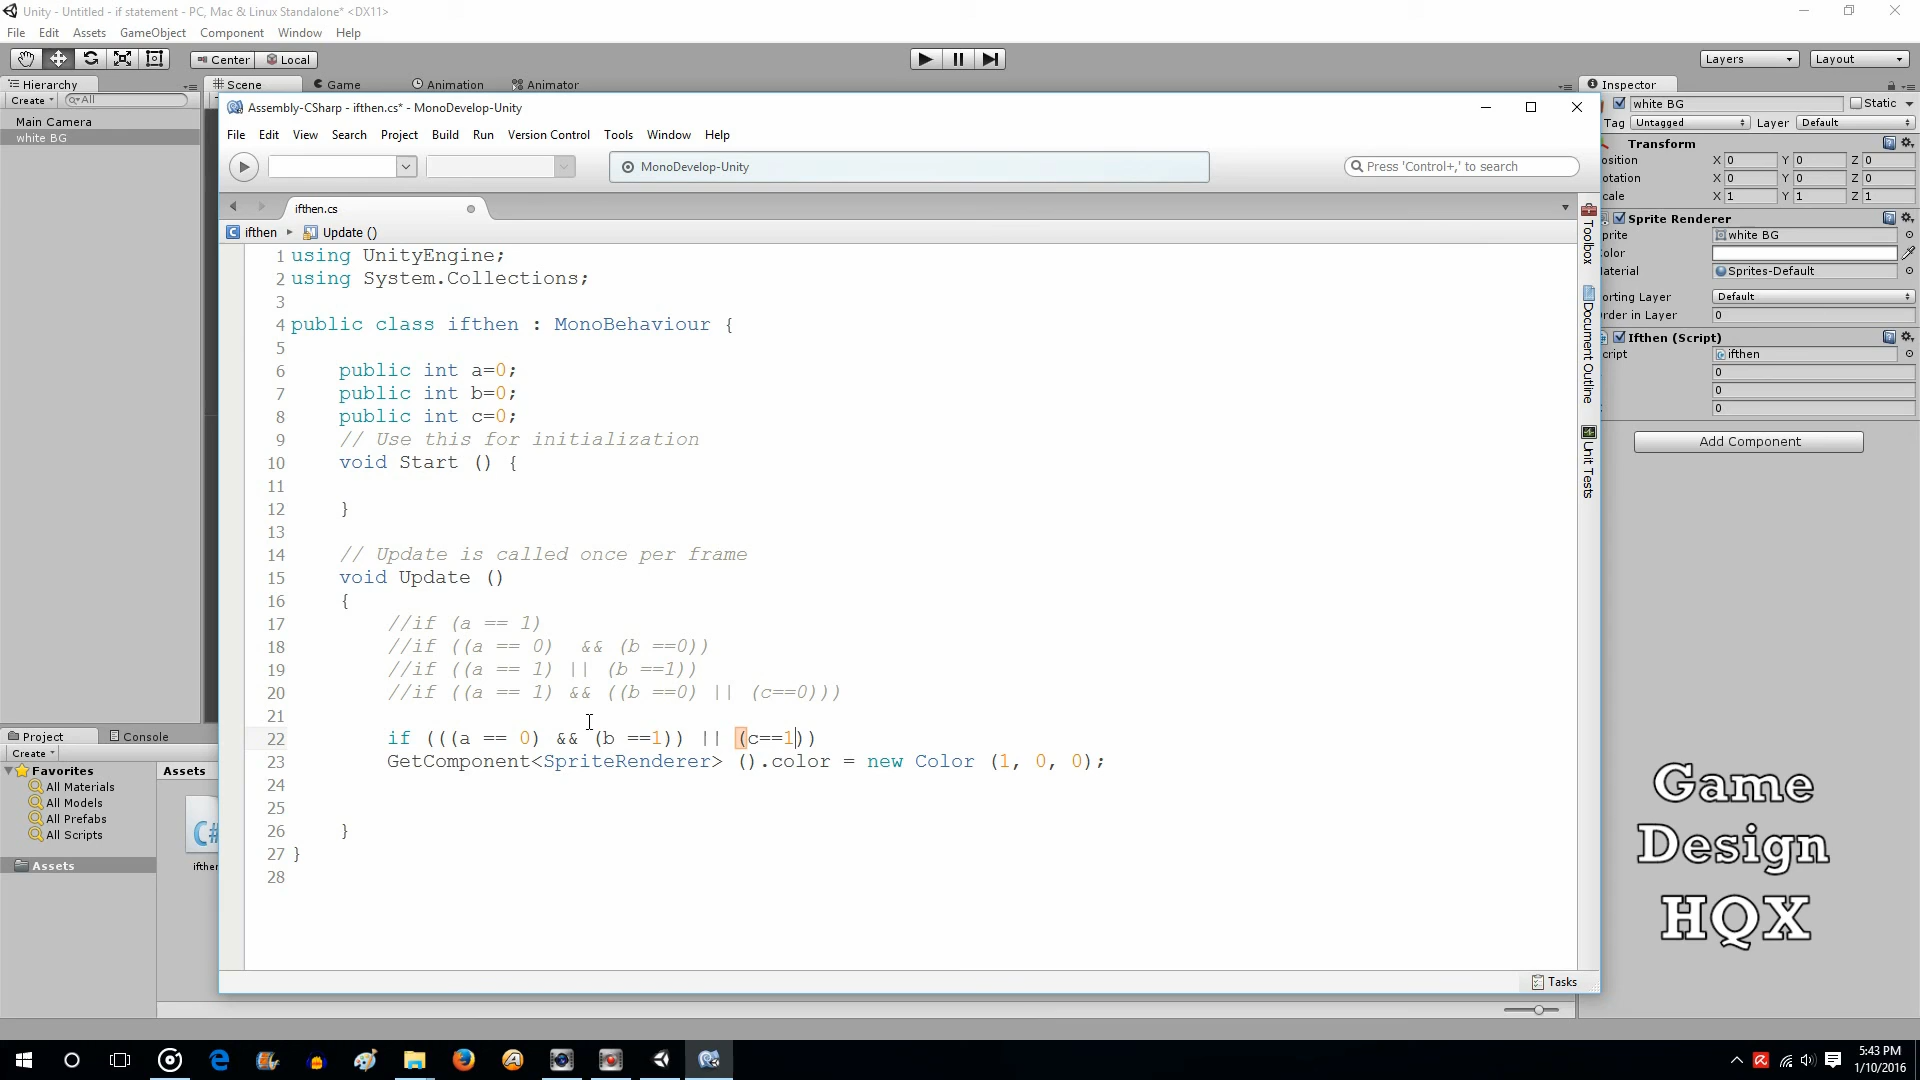 Unity - Untitled - if statement - PC, Mac & Linux Standalone* <DX11>
File Edit Assets GameObject Component Window Help
Center Local Layers Layout
Hierarchy Scene Game Animation Animator Inspector
Create All
Main Camera
white BG
Assembly-CSharp - ifthen.cs* - MonoDevelop-Unity
File Edit View Search Project Build Run Version Control Tools Window Help
MonoDevelop-Unity Press 'Control+,' to search
ifthen.cs
ifthen Update ()
1 using UnityEngine;
2 using System.Collections;
3
4 public class ifthen : MonoBehaviour {
5
6 public int a=0;
7 public int b=0;
8 public int c=0;
9 // Use this for initialization
10 void Start () {
11
12 }
13
14 // Update is called once per frame
15 void Update ()
16 {
17 //if (a == 1)
18 //if ((a == 0)  && (b ==0))
19 //if ((a == 1) || (b ==1))
20 //if ((a == 1) && ((b ==0) || (c==0)))
21
22 if (((a == 0) && (b ==1)) || (c==1))
23 GetComponent<SpriteRenderer> ().color = new Color (1, 0, 0);
24
25
26 }
27 }
28
Tasks
Toolbox
Document Outline
Unit Tests
white BG Static
Tag Untagged Layer Default
Transform
osition X 0 Y 0 Z 0
otation X 0 Y 0 Z 0
cale X 1 Y 1 Z 1
Sprite Renderer
prite white BG
olor
aterial Sprites-Default
orting Layer Default
rder in Layer 0
Ifthen (Script)
cript ifthen
0
0
0
Add Component
Project Console
Create
Favorites
All Materials
All Models
All Prefabs
All Scripts
Assets
Assets
C#
ifthen
Game
Design
HQX
5:43 PM
1/10/2016